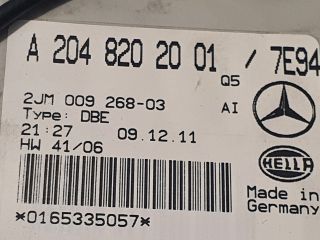 A 204 820 20 01 / 7E94
Q5
2JM 009 268-03 AI
Type: DBE
21:27 09.12.11
HW 41/06
HELLA
Made in
Germany
*0165335057*